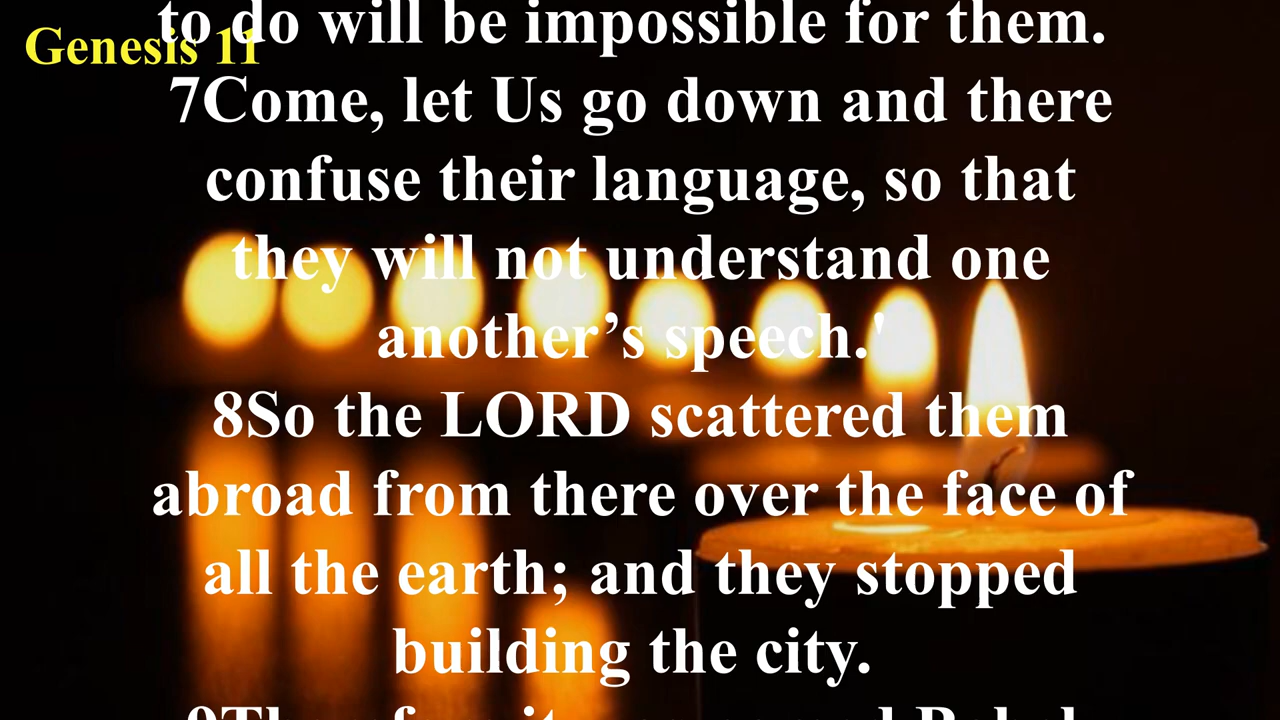 Genesis 11
to do will be impossible for them.
7Come, let Us go down and there
confuse their language, so that
they will not understand one
another’s speech.'
8So the LORD scattered them
abroad from there over the face of
all the earth; and they stopped
building the city.